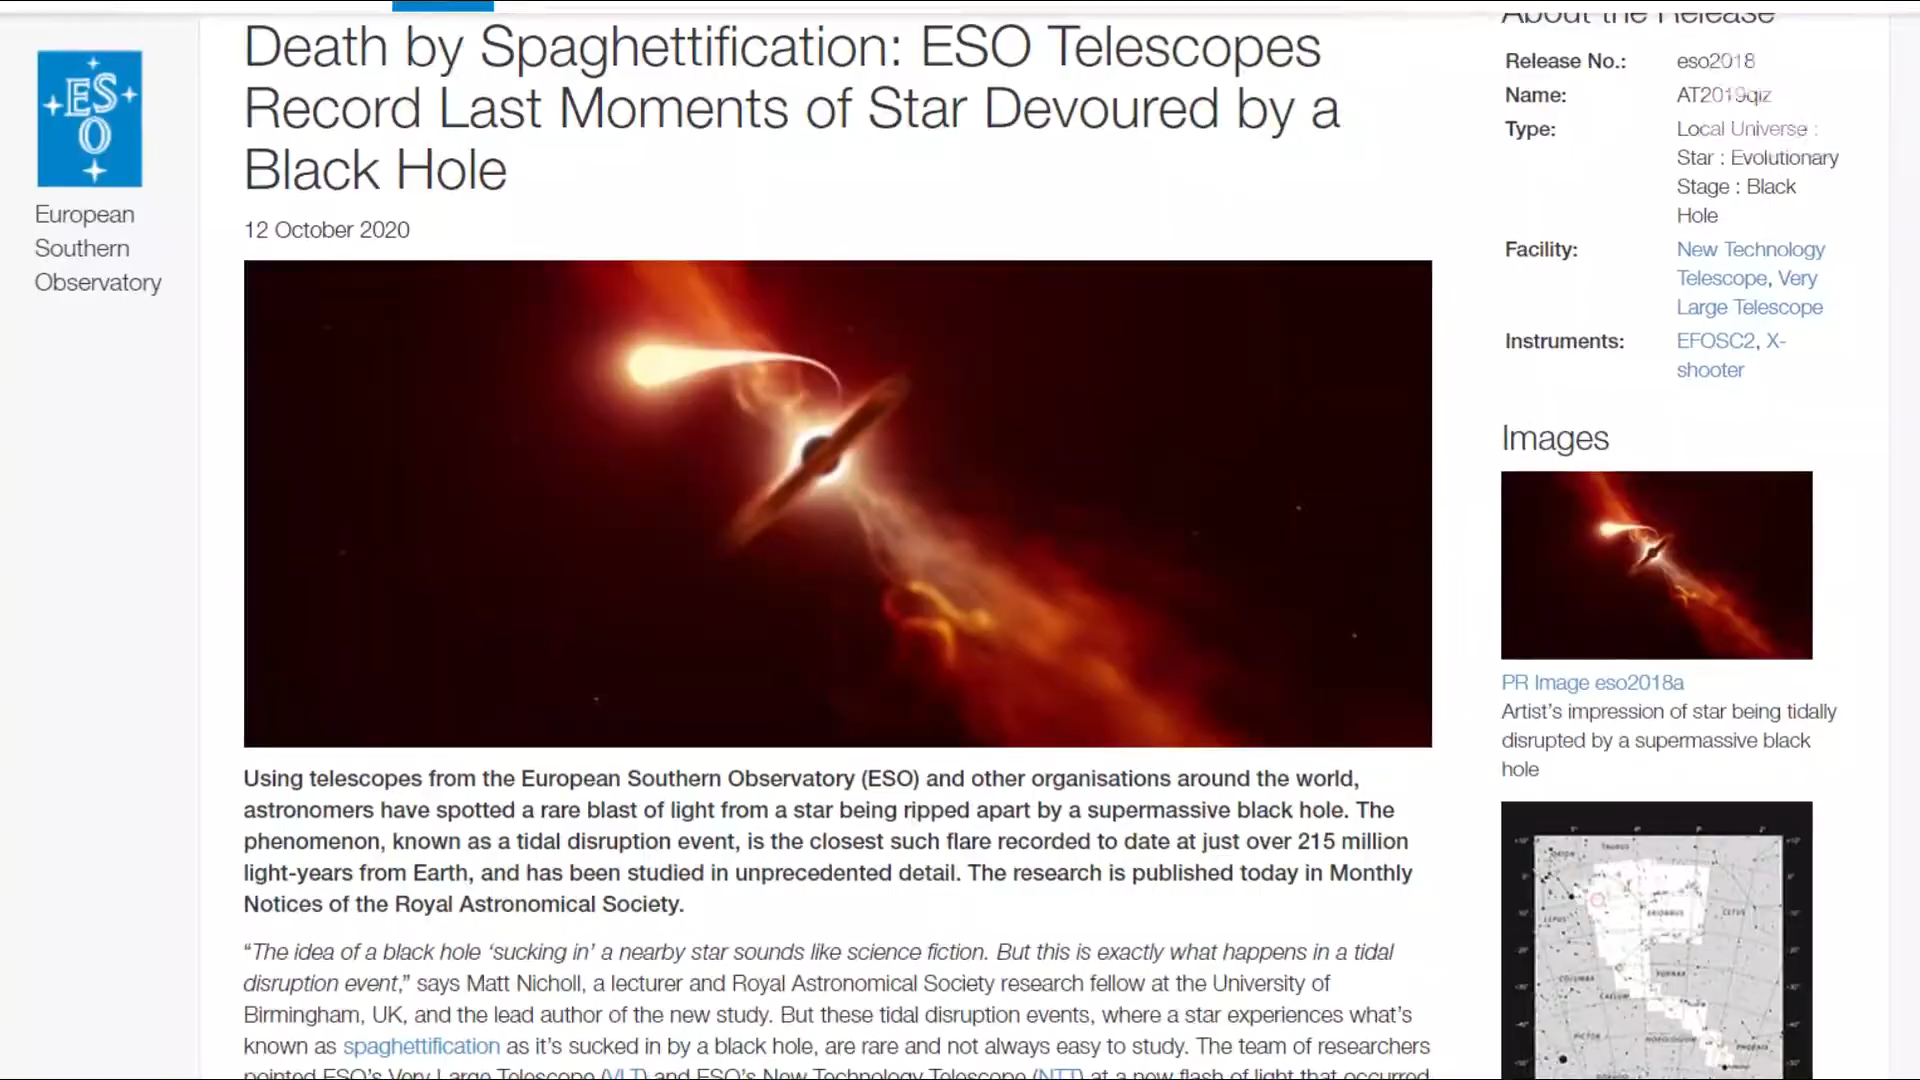 ES
O
European
Southern
Observatory
Death by Spaghettification: ESO Telescopes
Record Last Moments of Star Devoured by a
Black Hole
12 October 2020
Using telescopes from the European Southern Observatory (ESO) and other organisations around the world,
astronomers have spotted a rare blast of light from a star being ripped apart by a supermassive black hole. The
phenomenon, known as a tidal disruption event, is the closest such flare recorded to date at just over 215 million
light-years from Earth, and has been studied in unprecedented detail. The research is published today in Monthly
Notices of the Royal Astronomical Society.
“The idea of a black hole ‘sucking in’ a nearby star sounds like science fiction. But this is exactly what happens in a tidal
disruption event,” says Matt Nicholl, a lecturer and Royal Astronomical Society research fellow at the University of
Birmingham, UK, and the lead author of the new study. But these tidal disruption events, where a star experiences what’s
known as spaghettification as it’s sucked in by a black hole, are rare and not always easy to study. The team of researchers
pointed ESO’s Very Large Telescope (VLT) and ESO’s New Technology Telescope (NTT) at a new flash of light that occurred
About the Release
Release No.: eso2018
Name: AT2019qiz
Type: Local Universe :
Star : Evolutionary
Stage : Black
Hole
Facility: New Technology
Telescope, Very
Large Telescope
Instruments: EFOSC2, X-
shooter
Images
PR Image eso2018a
Artist’s impression of star being tidally
disrupted by a supermassive black
hole
TAURUS
ORION
LEPUS
ERIDANUS
CETUS
COLUMBA
FORNAX
CAELUM
PICTOR
HOROLOGIUM
PHOENIX